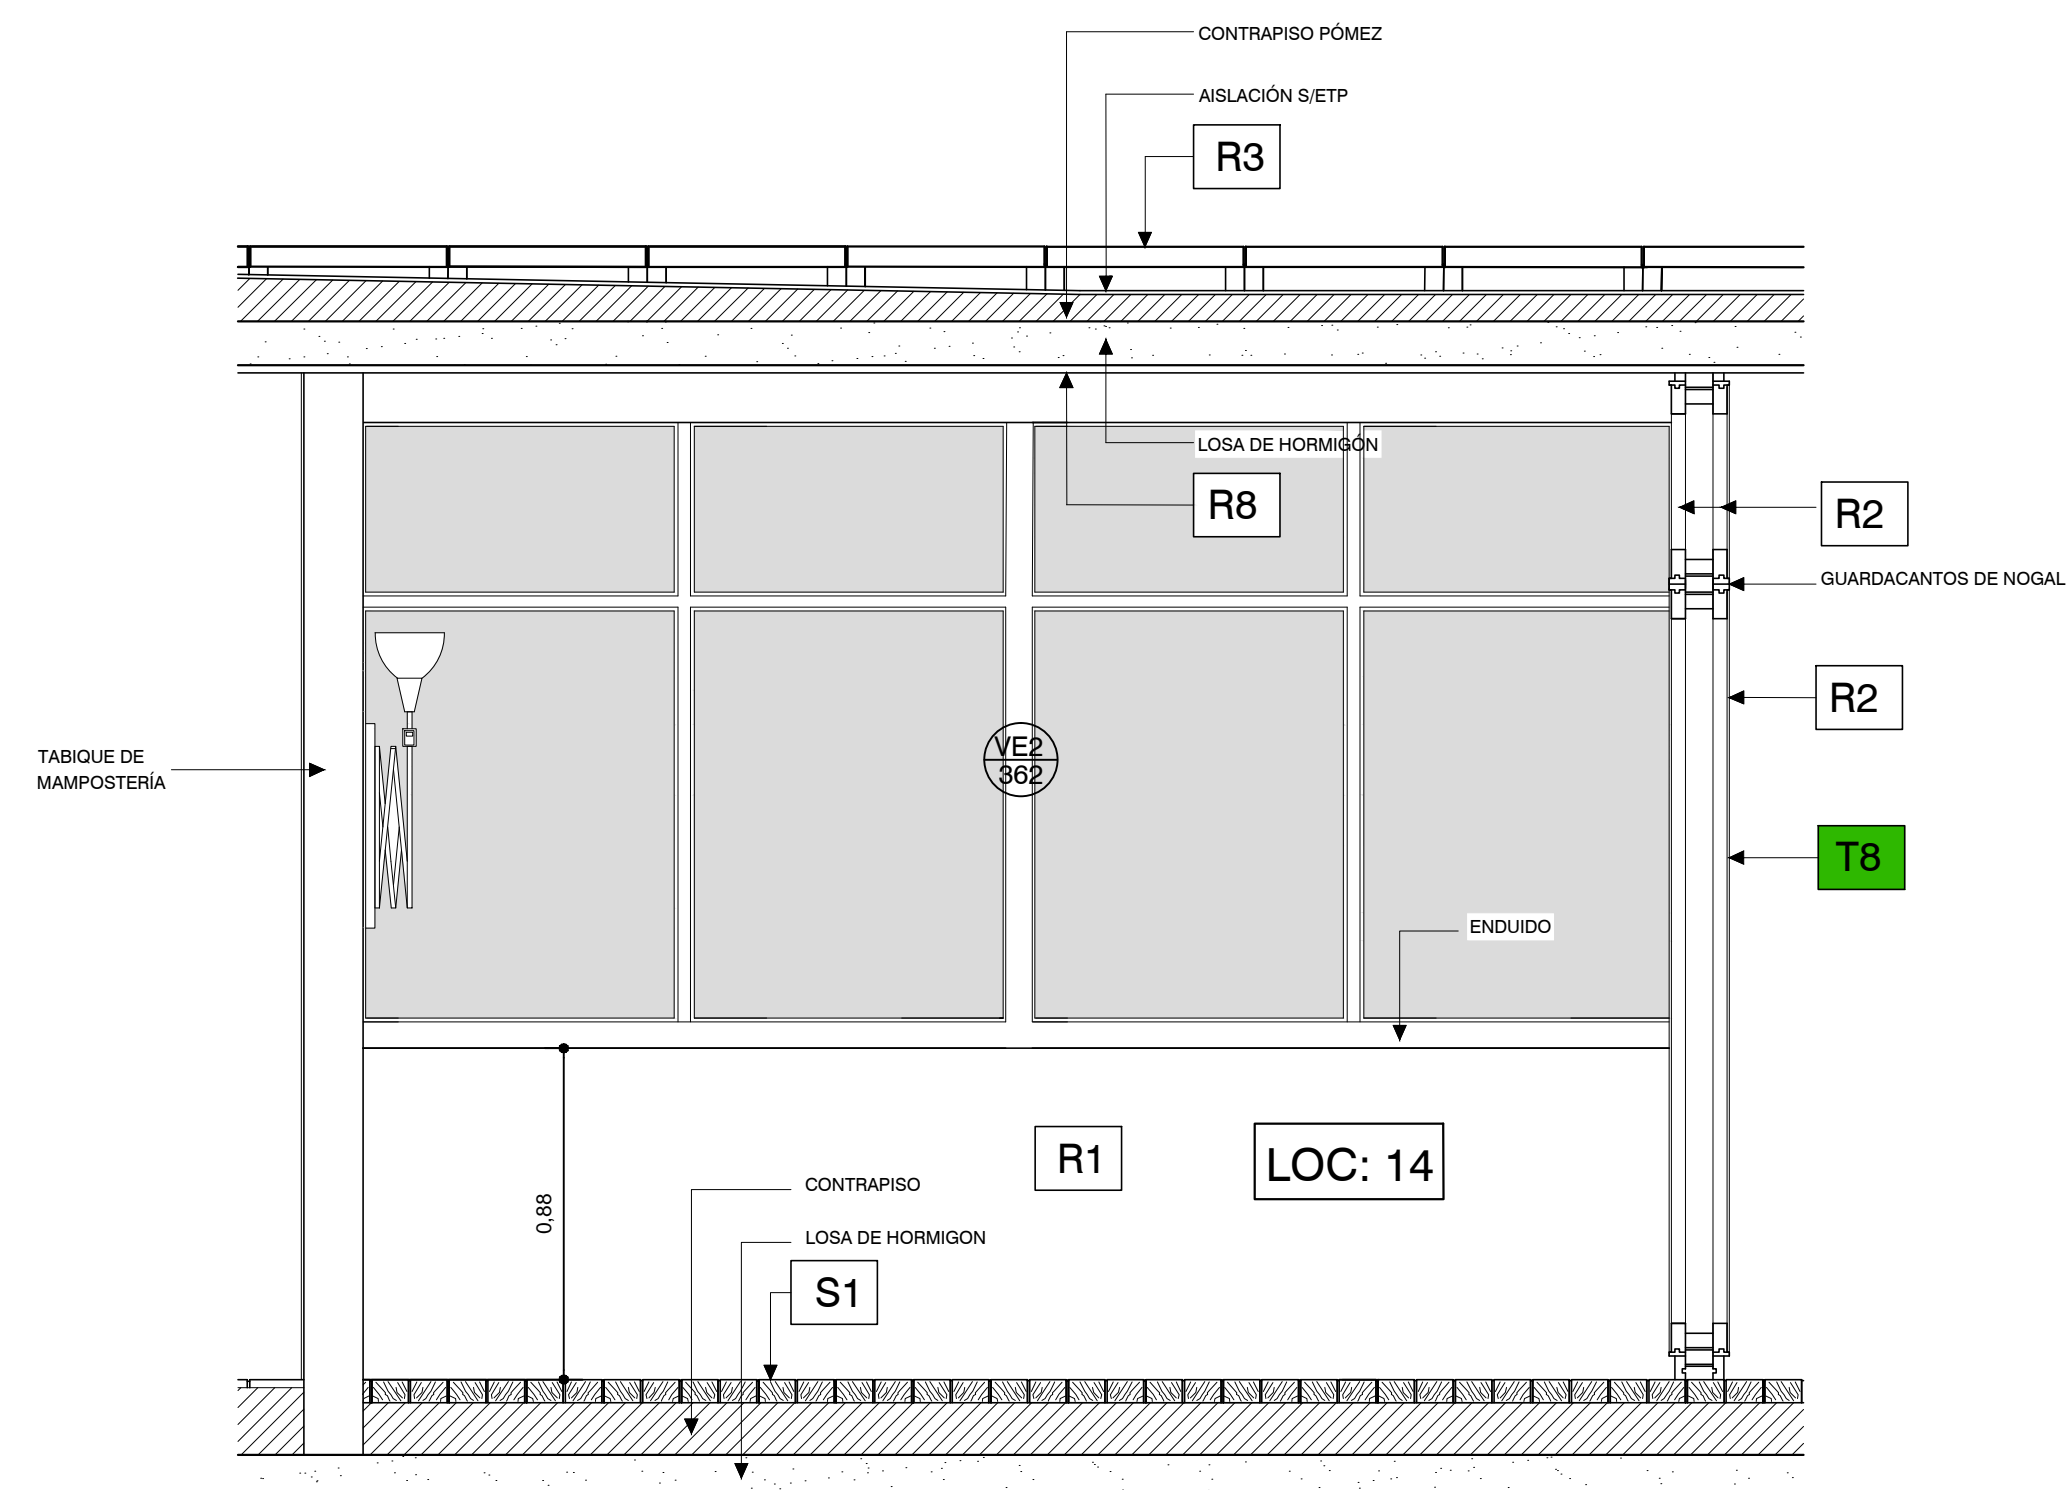 CONTRAPISO PÓMEZ
AISLACIÓN S/ETP
R3
LOSA DE HORMIGÓN
R8
R2
GUARDACANTOS DE NOGAL
R2
VE2
362
TABIQUE DE
MAMPOSTERÍA
T8
ENDUIDO
R1
LOC: 14
CONTRAPISO
0,88
LOSA DE HORMIGON
S1